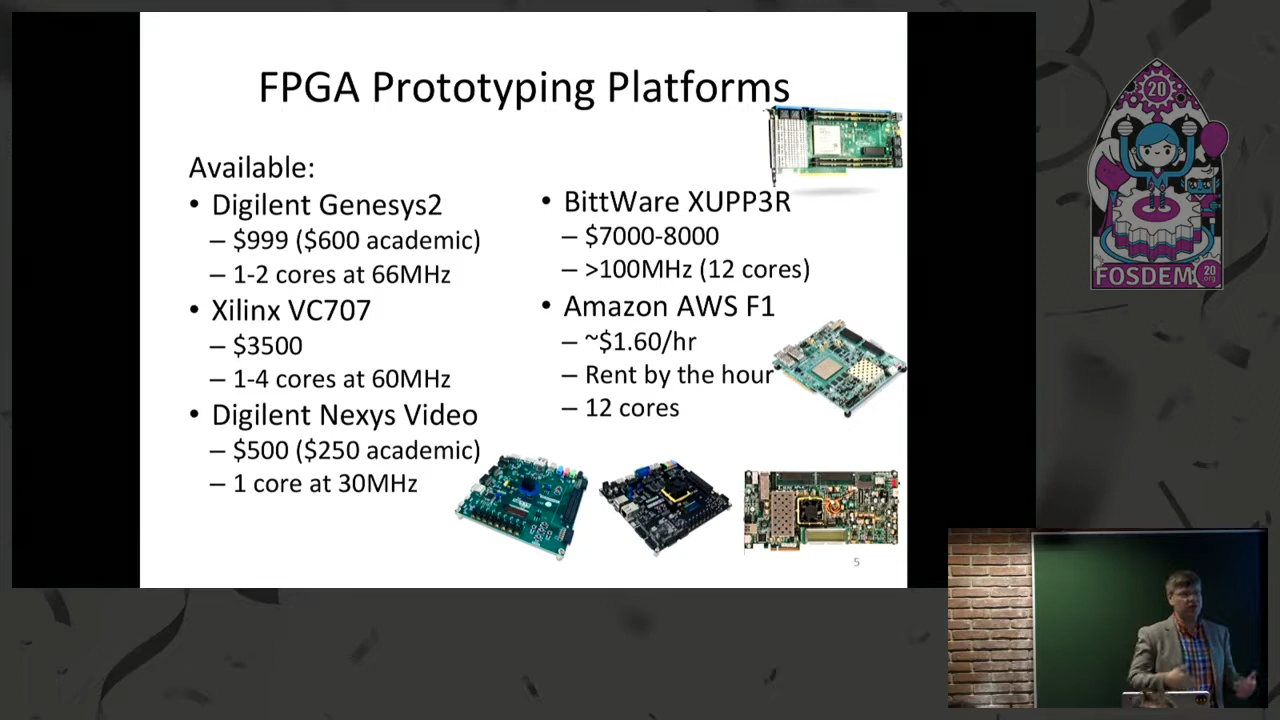 FPGA Prototyping Platforms
Available:
• Digilent Genesys2
– $999 ($600 academic)
– 1-2 cores at 66MHz
• Xilinx VC707
– $3500
– 1-4 cores at 60MHz
• Digilent Nexys Video
– $500 ($250 academic)
– 1 core at 30MHz
• BittWare XUPP3R
– $7000-8000
– >100MHz (12 cores)
• Amazon AWS F1
– ~$1.60/hr
– Rent by the hour
– 12 cores
5
20
FOSDEM
20
.org